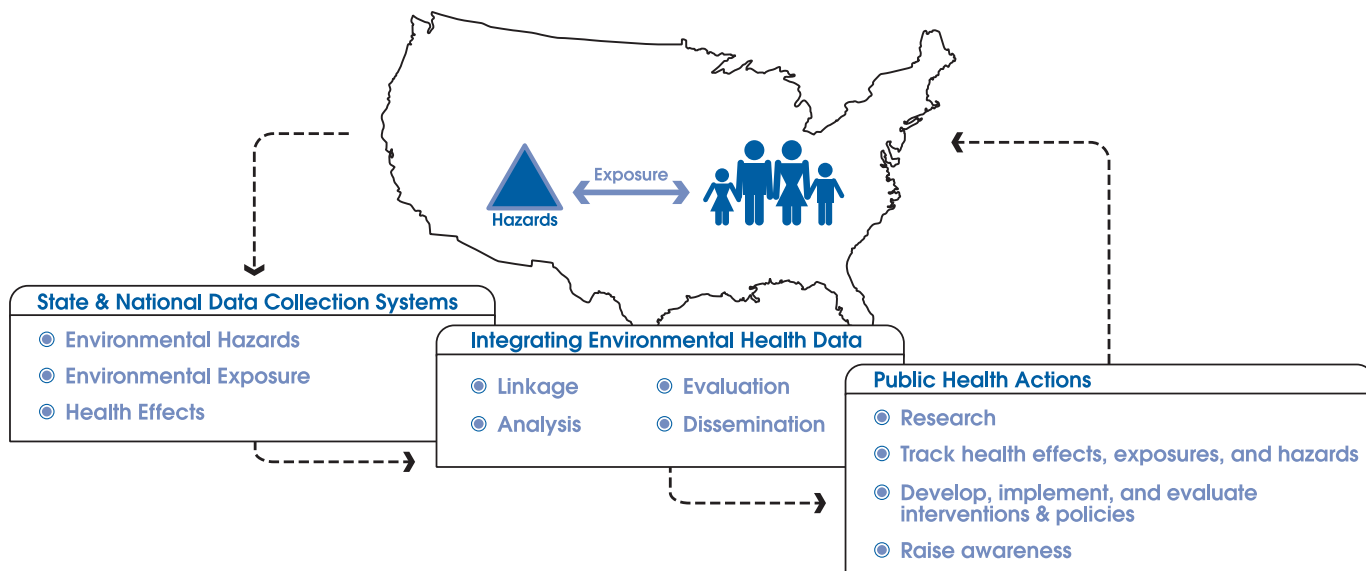 Exposure
Hazards
State & National Data Collection Systems
Environmental Hazards
Environmental Exposure
Health Effects
Integrating Environmental Health Data
Linkage
Analysis
Evaluation
Dissemination
Public Health Actions
Research
Track health effects, exposures, and hazards
Develop, implement, and evaluate
interventions & policies
Raise awareness